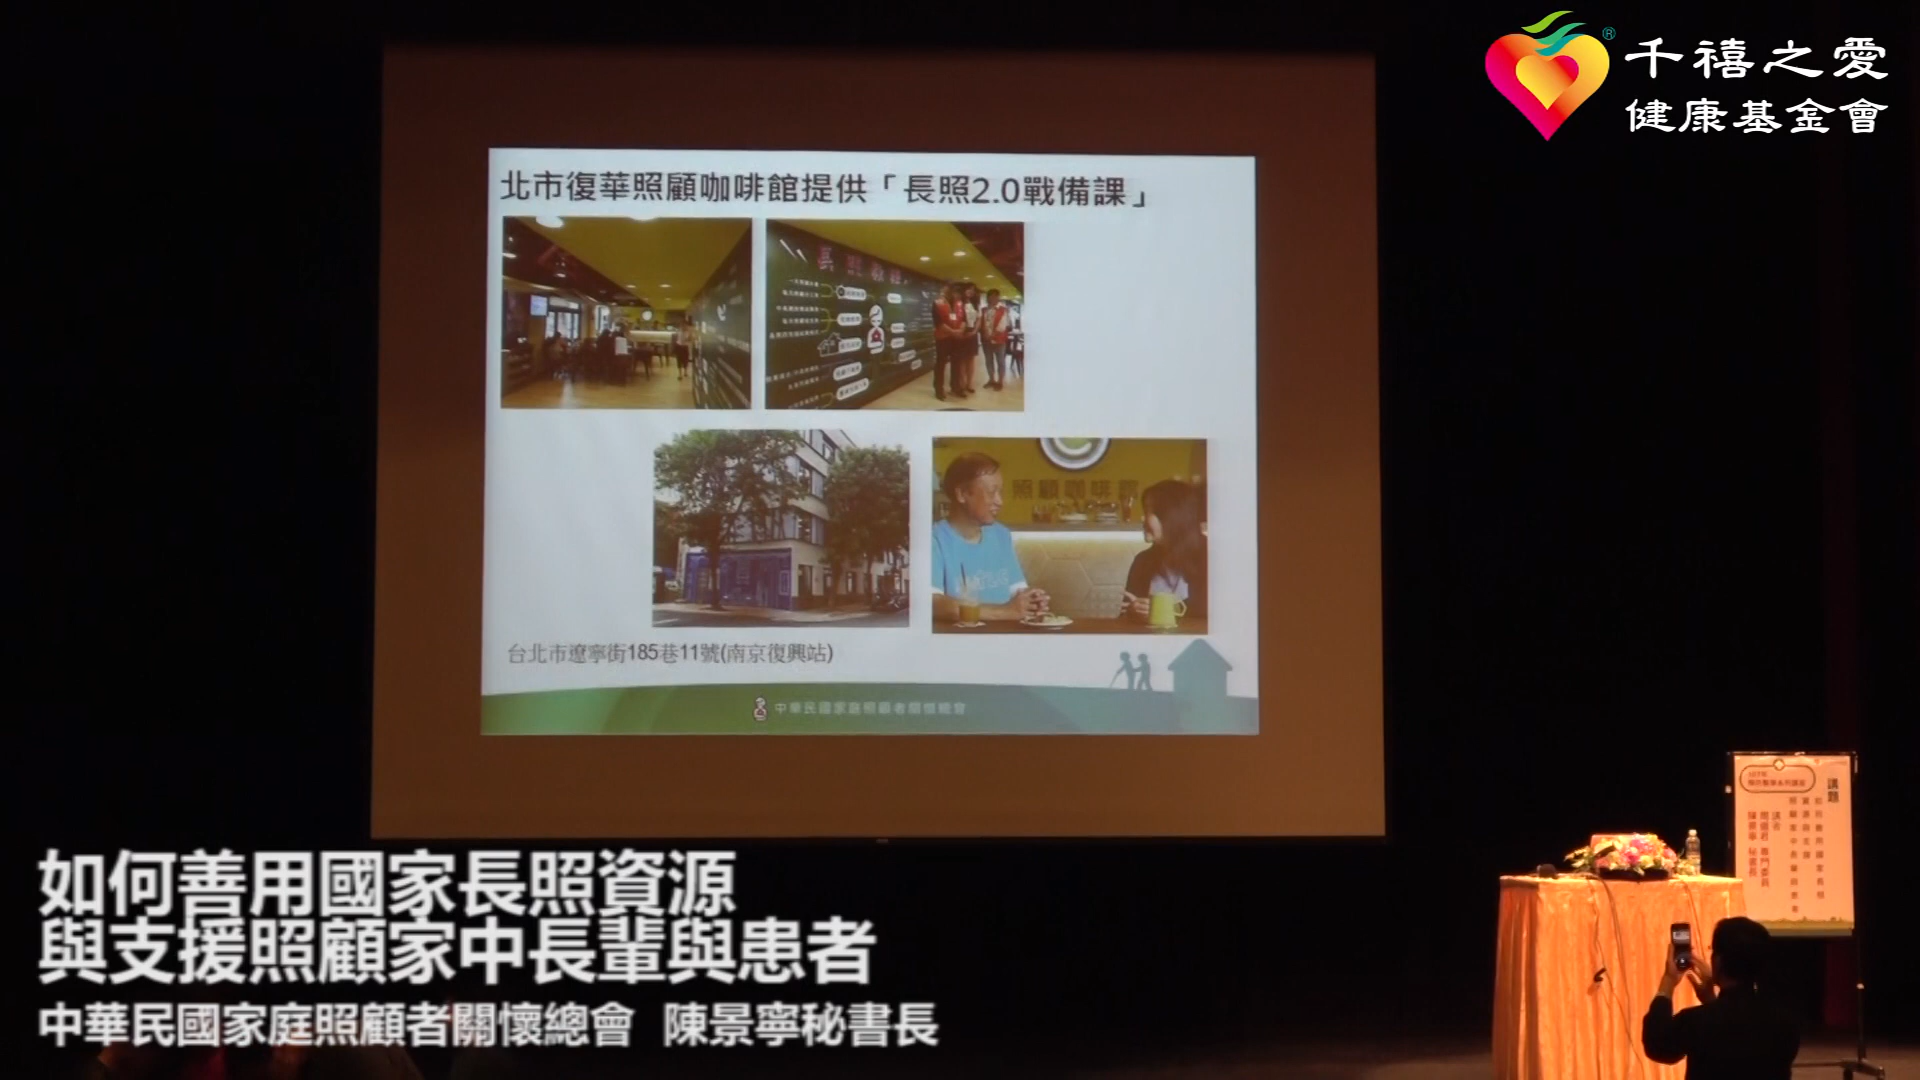 千禧之愛
健康基金會
®
北市復華照顧咖啡館提供「長照2.0戰備課」
照顧咖啡館
台北市遼寧街185巷11號(南京復興站)
中華民國家庭照顧者關懷總會
講題
如何善用國家長照資源
與支援照顧家中長輩與患者
中華民國家庭照顧者關懷總會 陳景寧秘書長